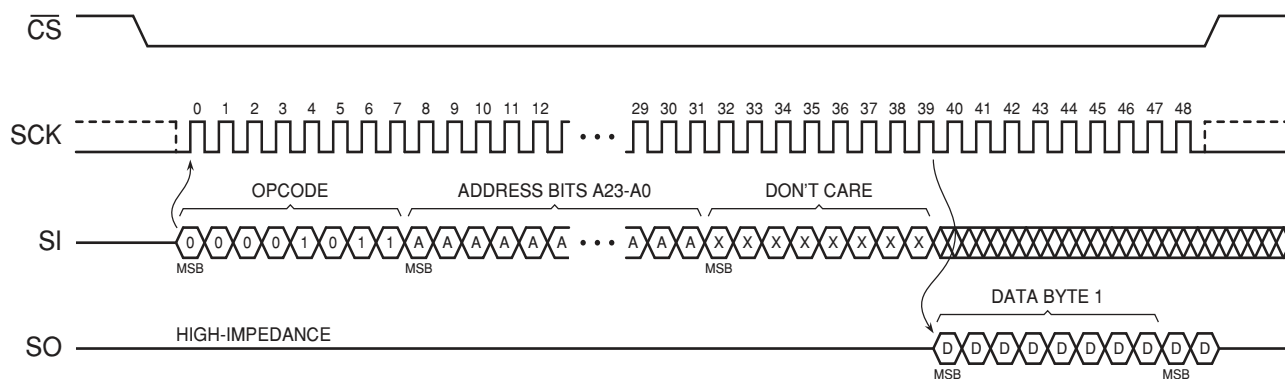 CS
0 1 2 3 4 5 6 7 8 9 10 11 12 29 30 31 32 33 34 35 36 37 38 39 40 41 42 43 44 45 46 47 48
SCK
OPCODE ADDRESS BITS A23-A0 DON'T CARE
SI 0 0 0 0 1 0 1 1 A A A A A A A A A X X X X X X X X
MSB MSB MSB
DATA BYTE 1
HIGH-IMPEDANCE
SO D D D D D D D D D D
MSB MSB